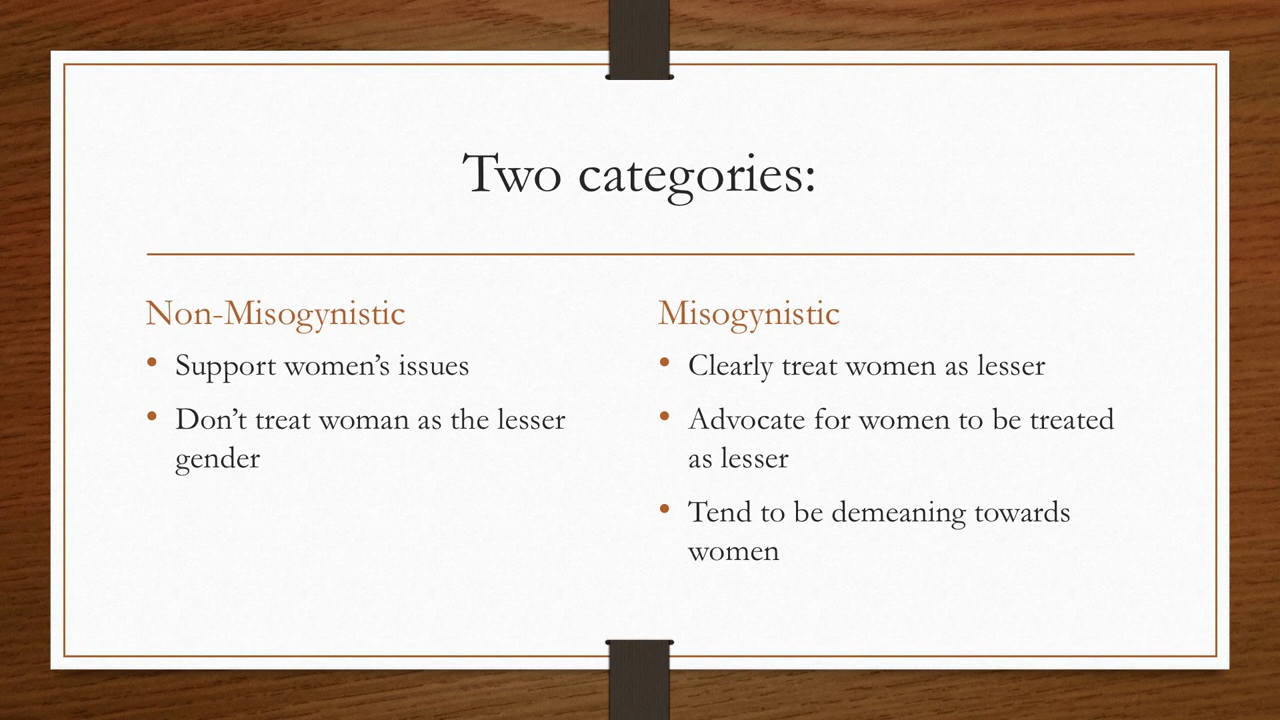 Two categories:
Non-Misogynistic
• Support women’s issues
• Don’t treat woman as the lesser
gender
Misogynistic
• Clearly treat women as lesser
• Advocate for women to be treated
as lesser
• Tend to be demeaning towards
women